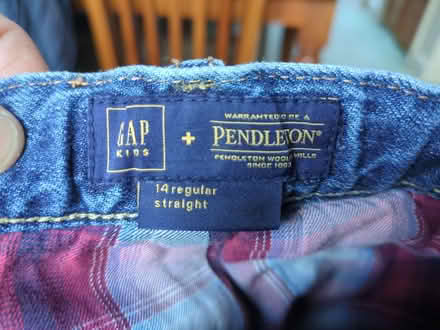 GAP
KIDS
+
WARRANTED TO BE A
PENDLETON®
PENDLETON WOOLEN MILLS
SINCE 1863
14 regular
straight